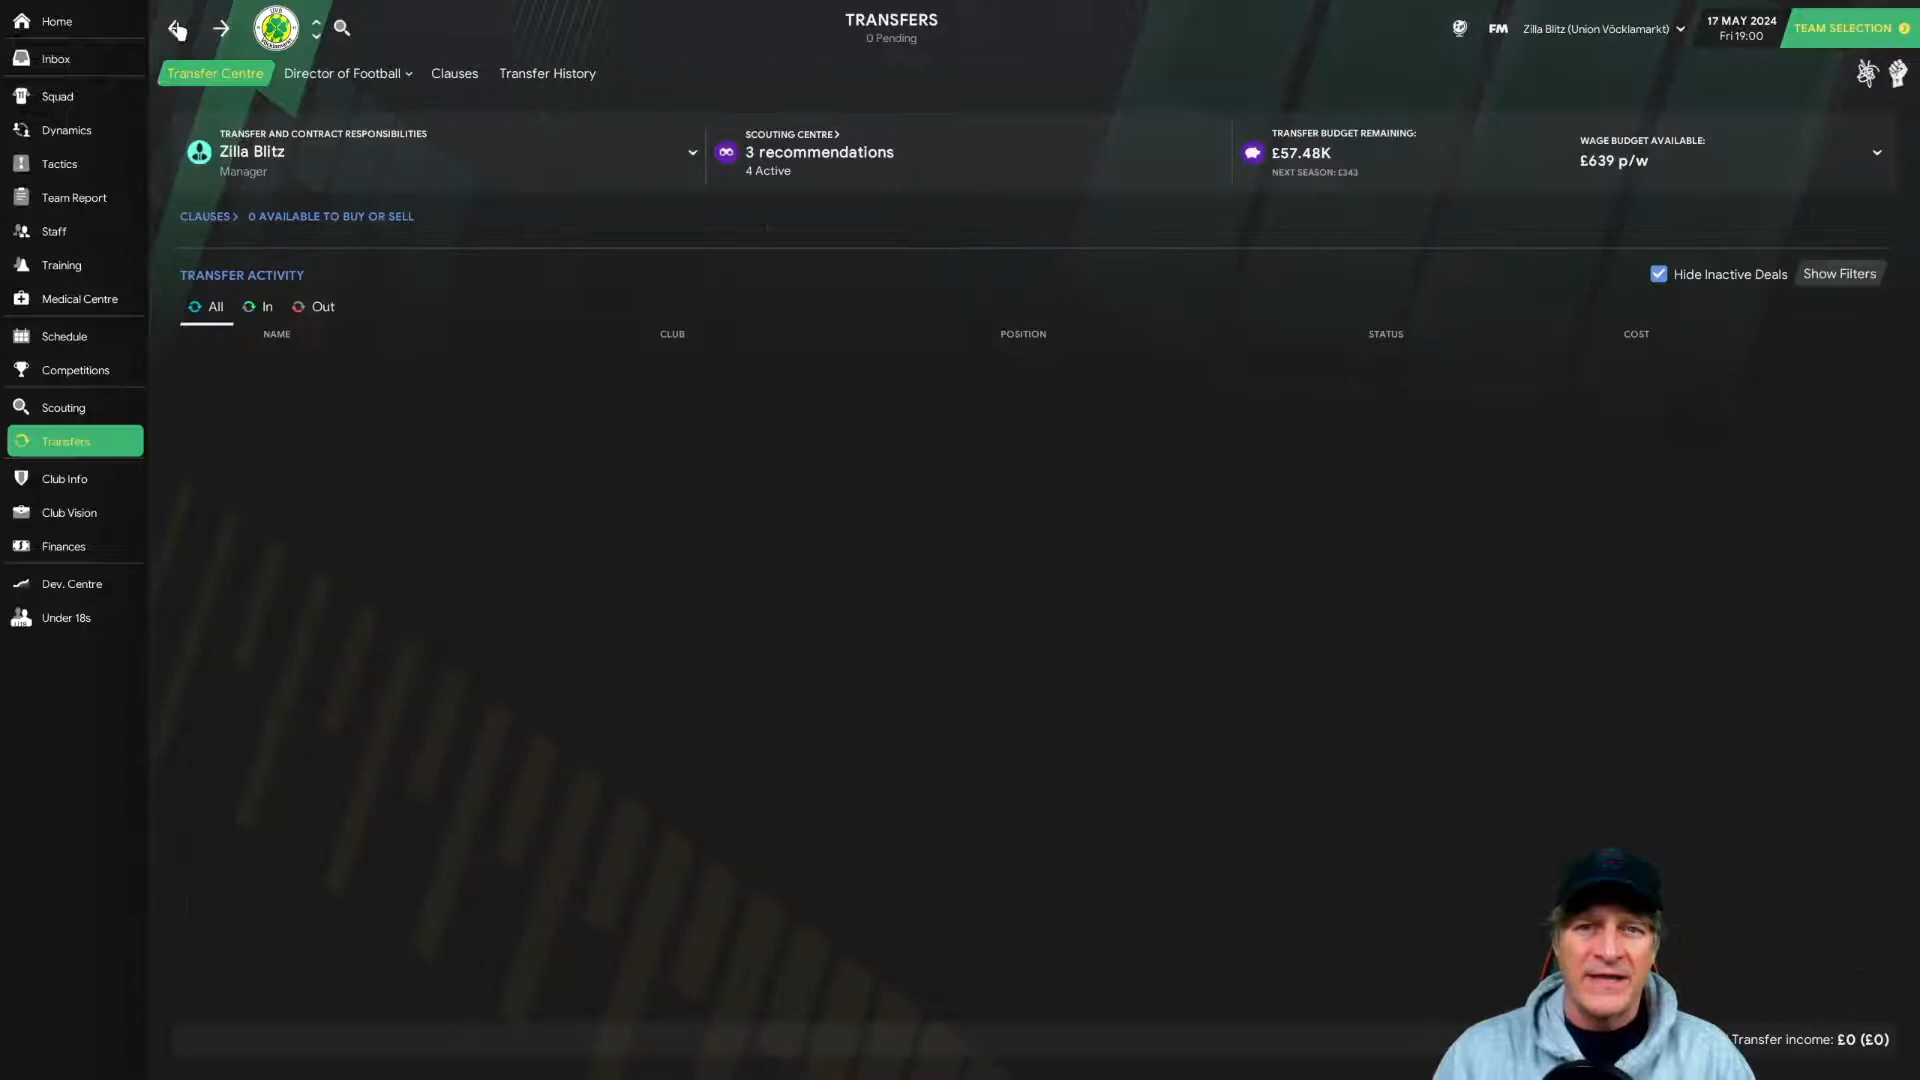 Home
Inbox
Squad
Dynamics
Tactics
Team Report
Staff
Training
Medical Centre
Schedule
Competitions
Scouting
Transfers
Club Info
Club Vision
Finances
Dev. Centre
Under 18s
TRANSFERS
0 Pending
FM
Zilla Blitz (Union Vöcklamarkt)
17 MAY 2024
Fri 19:00
TEAM SELECTION
Transfer Centre
Director of Football
Clauses
Transfer History
TRANSFER AND CONTRACT RESPONSIBILITIES
Zilla Blitz
Manager
SCOUTING CENTRE
3 recommendations
4 Active
TRANSFER BUDGET REMAINING:
£57.48K
NEXT SEASON: £343
WAGE BUDGET AVAILABLE:
£639 p/w
CLAUSES 0 AVAILABLE TO BUY OR SELL
TRANSFER ACTIVITY
Hide Inactive Deals
Show Filters
All
In
Out
NAME
CLUB
POSITION
STATUS
COST
Transfer income: £0 (£0)